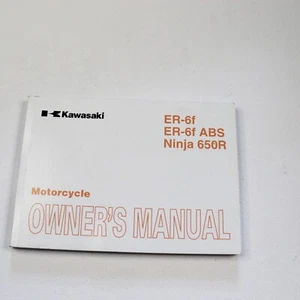 Kawasaki
ER-6f
ER-6f ABS
Ninja 650R
Motorcycle
OWNER'S MANUAL